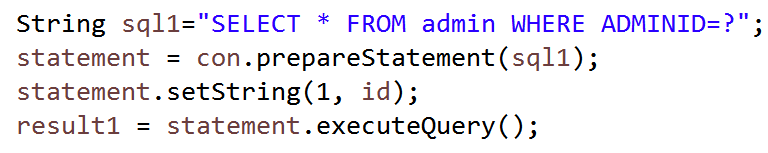 String sql1="SELECT * FROM admin WHERE ADMINID=?";
statement = con.prepareStatement(sql1);
statement.setString(1, id);
result1 = statement.executeQuery();